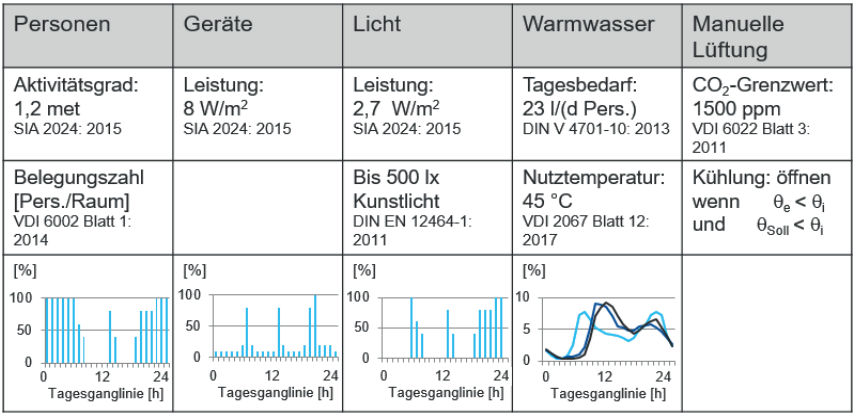 Personen
Geräte
Licht
Warmwasser
Manuelle
Lüftung
Aktivitätsgrad:
1,2 met
SIA 2024: 2015
Leistung:
8 W/m²
SIA 2024: 2015
Leistung:
2,7 W/m²
SIA 2024: 2015
Tagesbedarf:
23 l/(d Pers.)
DIN V 4701-10: 2013
CO₂-Grenzwert:
1500 ppm
VDI 6022 Blatt 3:
2011
Belegungszahl
[Pers./Raum]
VDI 6002 Blatt 1:
2014
Bis 500 lx
Kunstlicht
DIN EN 12464-1:
2011
Nutztemperatur:
45 °C
VDI 2067 Blatt 12:
2017
Kühlung: öffnen
wenn θe < θi
und θSoll < θi
[%]
100
50
0
0 12 24
Tagesganglinie [h]
[%]
100
50
0
0 12 24
Tagesganglinie [h]
[%]
100
50
0
0 12 24
Tagesganglinie [h]
[%]
10
5
0
0 12 24
Tagesganglinie [h]